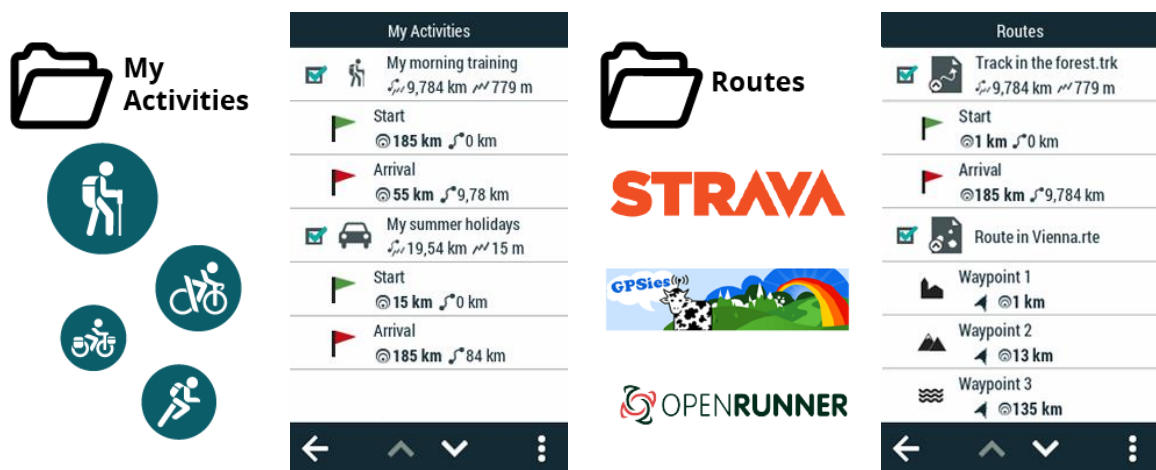 My
Activities
My Activities
My morning training
9,784 km 779 m
Start
185 km 0 km
Arrival
55 km 9,78 km
My summer holidays
19,54 km 15 m
Start
15 km 0 km
Arrival
185 km 84 km
Routes
STRAVA
GPSies
OPENRUNNER
Routes
Track in the forest.trk
9,784 km 779 m
Start
1 km 0 km
Arrival
185 km 9,784 km
Route in Vienna.rte
Waypoint 1
1 km
Waypoint 2
13 km
Waypoint 3
135 km